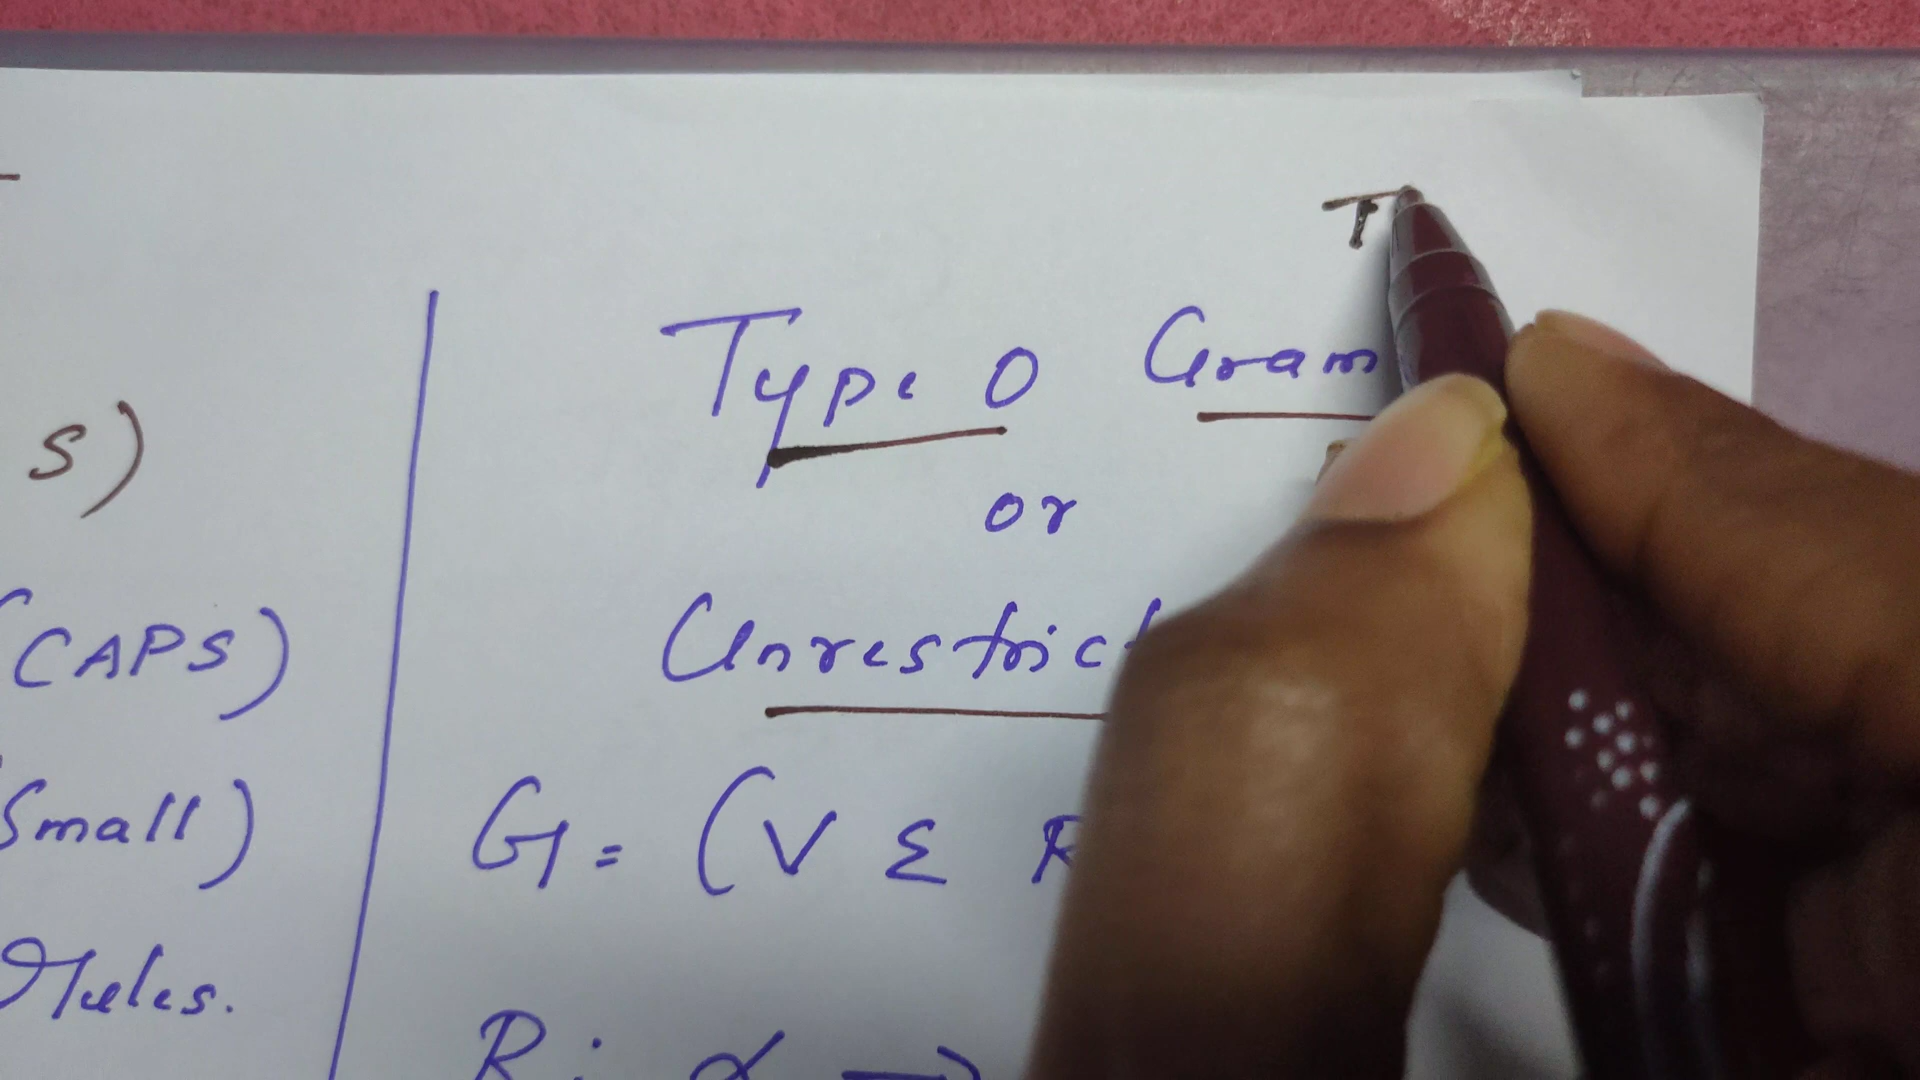 s)
(CAPS)
(Small)
Rules.
T
Type 0 Gram
or
Unrestrict
G = (V Σ R
R : α →